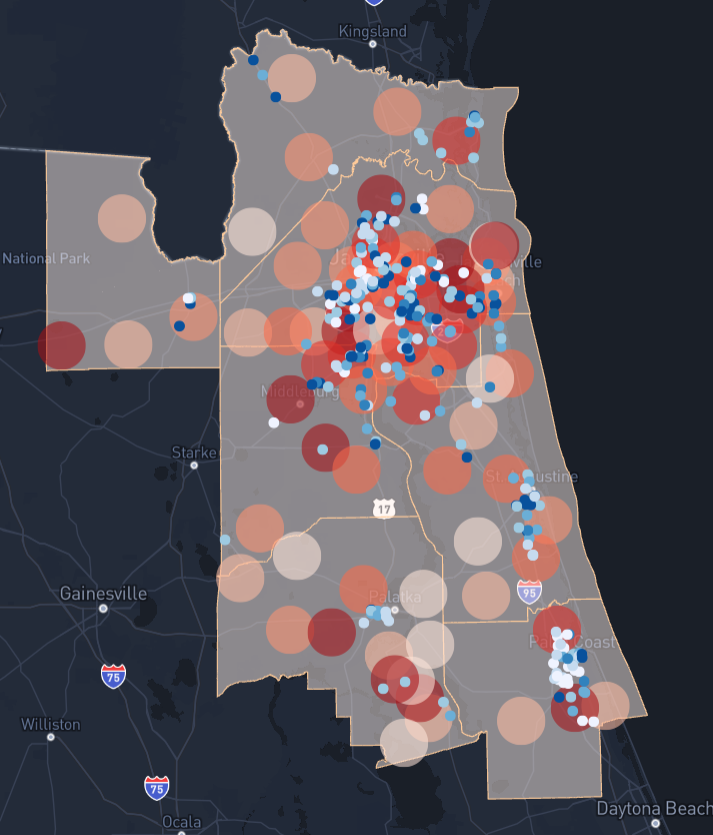 Kingsland
National Park
Middleburg
Starke
St. Augustine
17
Gainesville
Palatka
95
Palm Coast
75
Williston
75
Daytona Beach
Ocala